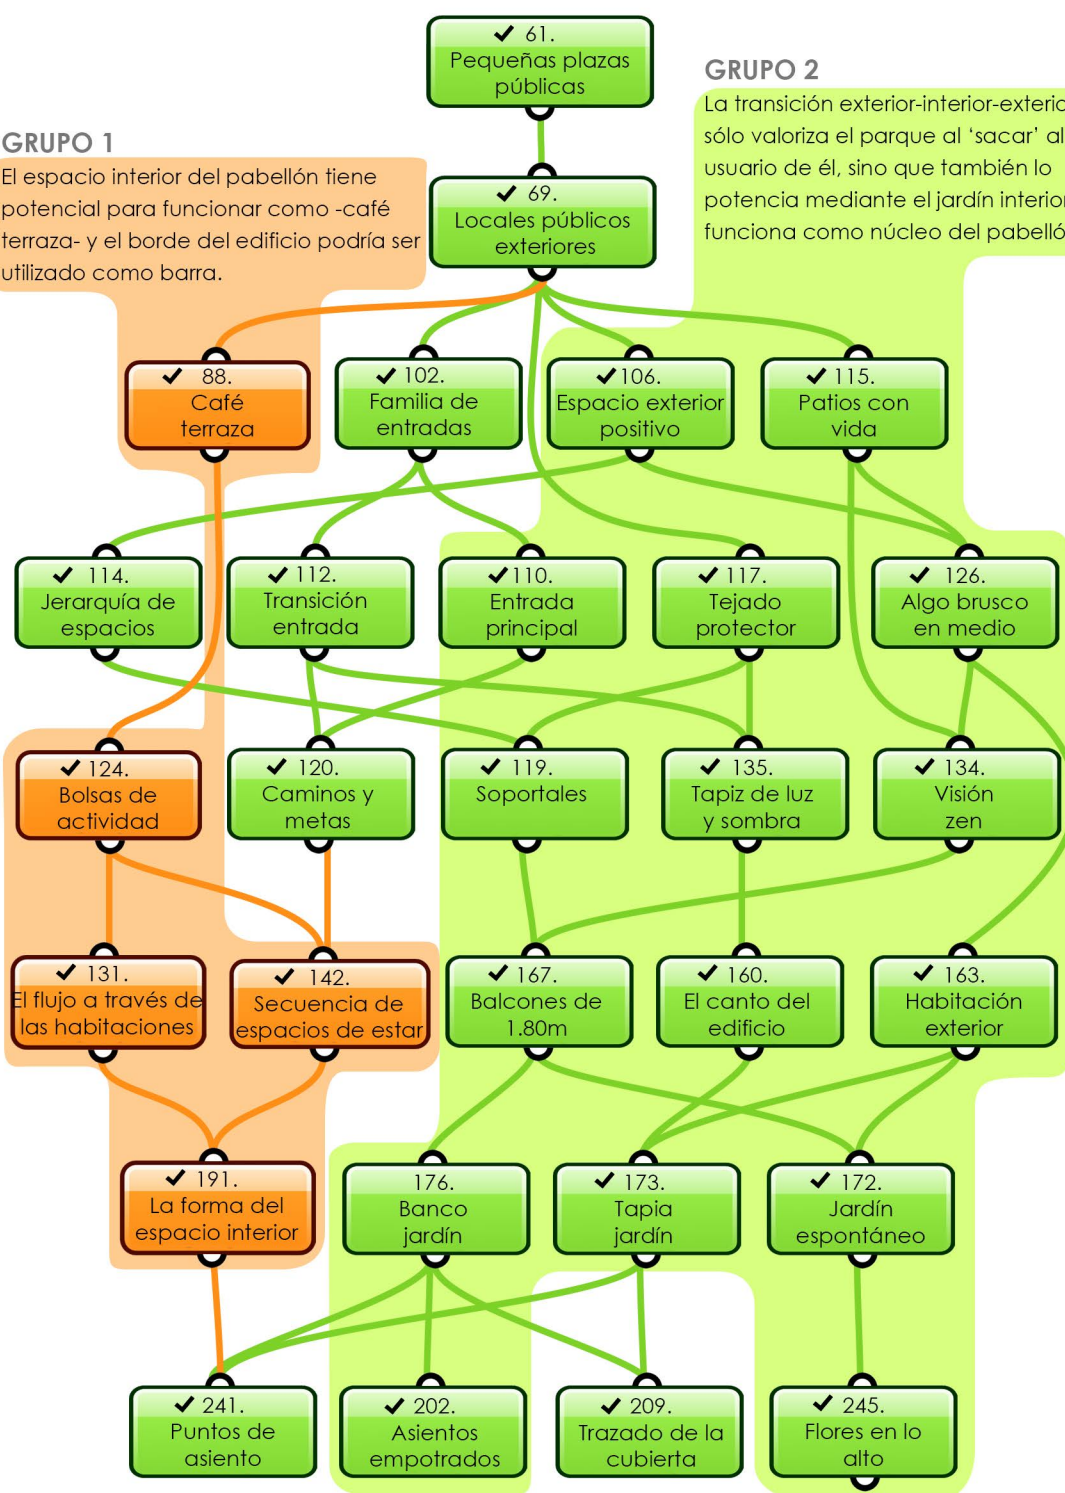 ✔ 61.
Pequeñas plazas
públicas
GRUPO 2
La transición exterior-interior-exterio
sólo valoriza el parque al ‘sacar’ al
usuario de él, sino que también lo
potencia mediante el jardín interior
funciona como núcleo del pabelló
GRUPO 1
El espacio interior del pabellón tiene
potencial para funcionar como -café
terraza- y el borde del edificio podría ser
utilizado como barra.
✔ 69.
Locales públicos
exteriores
✔ 88.
Café
terraza
✔ 102.
Familia de
entradas
✔ 106.
Espacio exterior
positivo
✔ 115.
Patios con
vida
✔ 114.
Jerarquía de
espacios
✔ 112.
Transición
entrada
✔ 110.
Entrada
principal
✔ 117.
Tejado
protector
✔ 126.
Algo brusco
en medio
✔ 124.
Bolsas de
actividad
✔ 120.
Caminos y
metas
✔ 119.
Soportales
✔ 135.
Tapiz de luz
y sombra
✔ 134.
Visión
zen
✔ 131.
El flujo a través de
las habitaciones
✔ 142.
Secuencia de
espacios de estar
✔ 167.
Balcones de
1.80m
✔ 160.
El canto del
edificio
✔ 163.
Habitación
exterior
✔ 191.
La forma del
espacio interior
176.
Banco
jardín
✔ 173.
Tapia
jardín
✔ 172.
Jardín
espontáneo
✔ 241.
Puntos de
asiento
✔ 202.
Asientos
empotrados
✔ 209.
Trazado de la
cubierta
✔ 245.
Flores en lo
alto